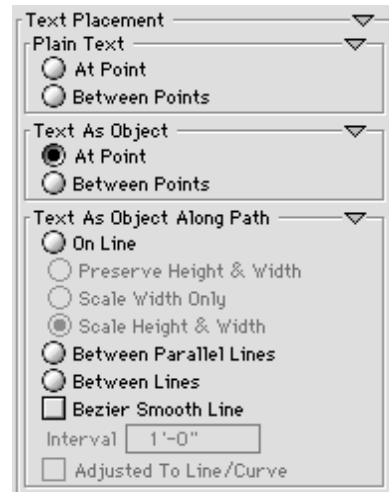 Text Placement
Plain Text
At Point
Between Points
Text As Object
At Point
Between Points
Text As Object Along Path
On Line
Preserve Height & Width
Scale Width Only
Scale Height & Width
Between Parallel Lines
Between Lines
Bezier Smooth Line
Interval 1'-0"
Adjusted To Line/Curve